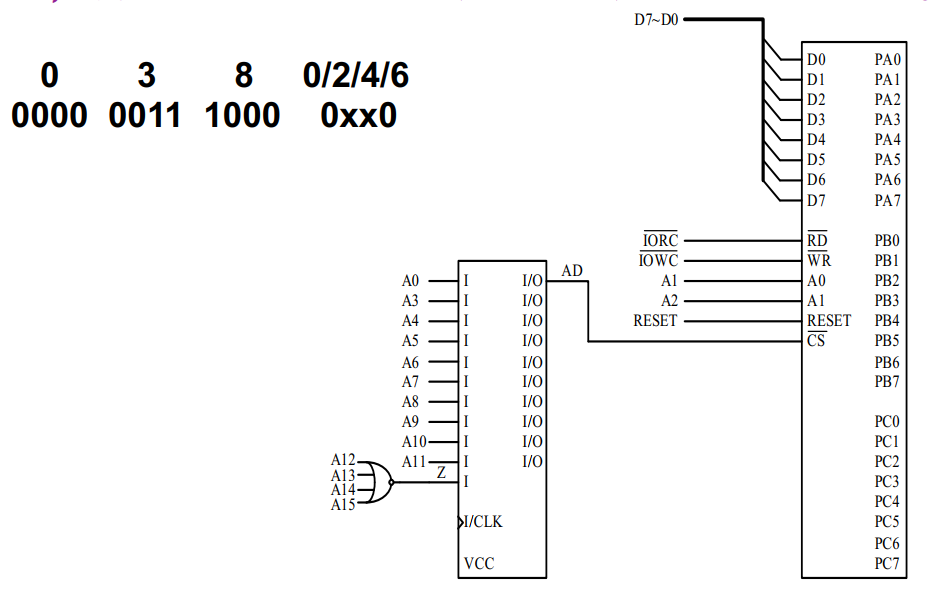 0 3 8 0/2/4/6
0000 0011 1000 0xx0
D7~D0
D0 PA0
D1 PA1
D2 PA2
D3 PA3
D4 PA4
D5 PA5
D6 PA6
D7 PA7
IORC RD PB0
IOWC WR PB1
A1 A0 PB2
A2 A1 PB3
RESET RESET PB4
CS PB5
PB6
PB7
PC0
PC1
PC2
PC3
PC4
PC5
PC6
PC7
A0 I I/O AD
A3 I I/O
A4 I I/O
A5 I I/O
A6 I I/O
A7 I I/O
A8 I I/O
A9 I I/O
A10 I I/O
A11 I I/O
A12 Z
A13 I
A14
A15
I/CLK
VCC